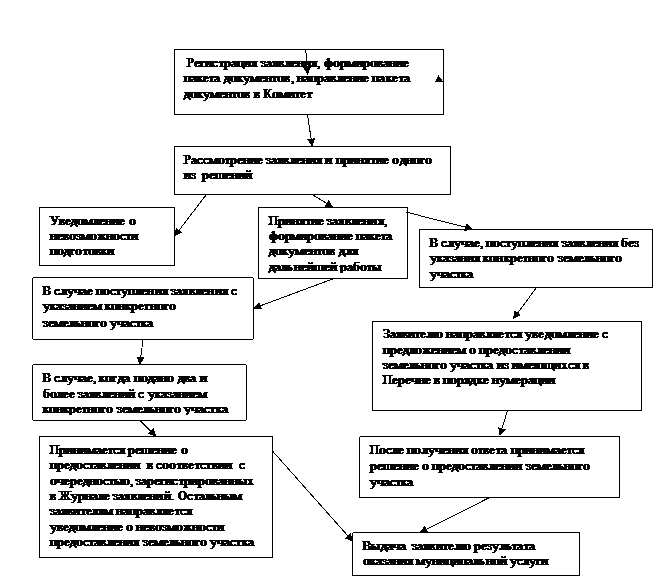 Регистрация заявления, формирование
пакета документов, направление пакета
документов в Комитет
Рассмотрение заявления и принятие одного
из решений
Уведомление о
невозможности
подготовки
Принятие заявления,
формирование пакета
документов для
дальнейшей работы
В случае, поступления заявления без
указания конкретного земельного
участка
В случае поступления заявления с
указанием конкретного
земельного участка
Заявителю направляется уведомление с
предложением о предоставлении
земельного участка из имеющихся в
Перечне в порядке нумерации
В случае, когда подано два и
более заявлений с указанием
конкретного земельного участка
Принимается решение о
предоставлении в соответствии с
очередностью, зарегистрированных
в Журнале заявлений. Остальным
заявителям направляется
уведомление о невозможности
предоставления земельного участка
После получения ответа принимается
решение о предоставлении земельного
участка
Выдача заявителю результата
оказания муниципальной услуги